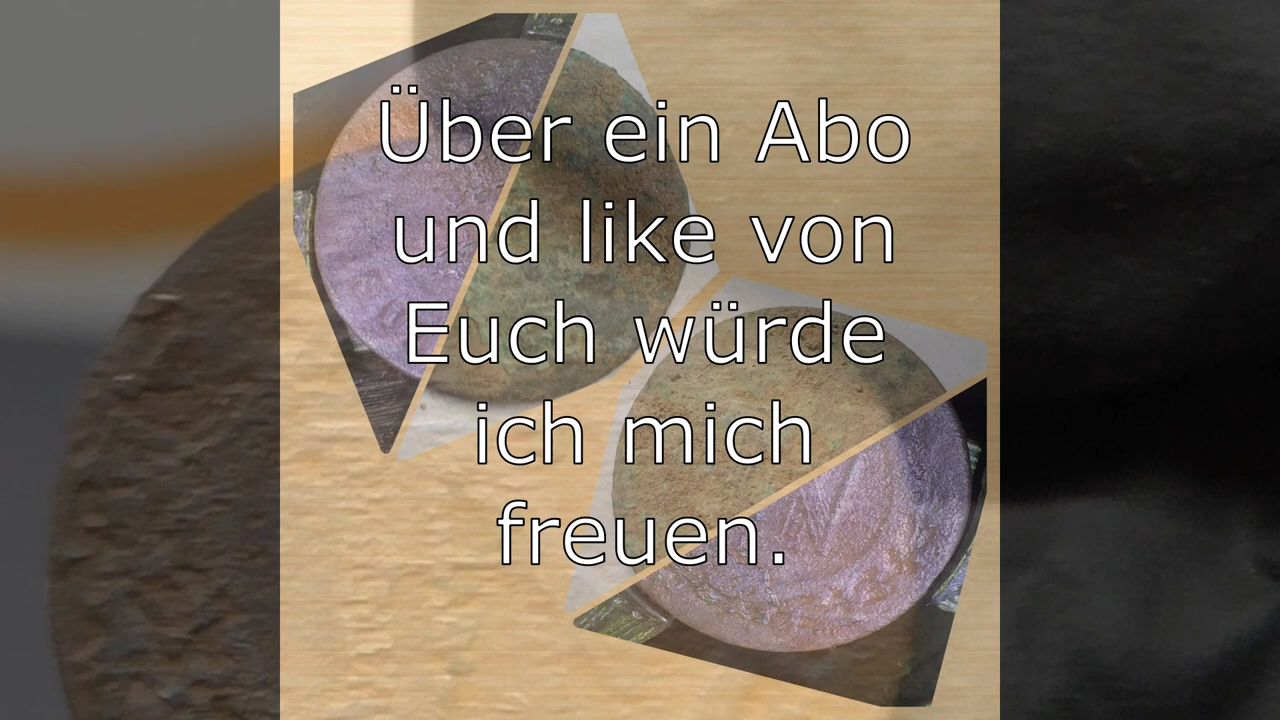 Über ein Abo
und like von
Euch würde
ich mich
freuen.